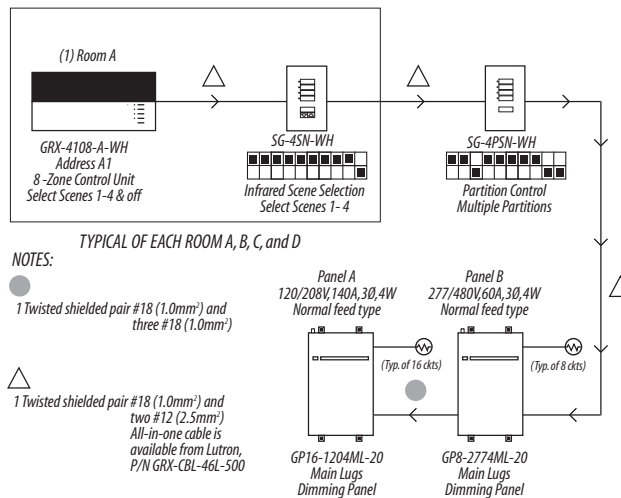 (1) Room A
GRX-4108-A-WH
Address A1
8 -Zone Control Unit
Select Scenes 1-4 & off
SG-4SN-WH
Infrared Scene Selection
Select Scenes 1- 4
SG-4PSN-WH
Partition Control
Multiple Partitions
TYPICAL OF EACH ROOM A, B, C, and D
NOTES:
1 Twisted shielded pair #18 (1.0mm²) and
three #18 (1.0mm²)
1 Twisted shielded pair #18 (1.0mm²) and
two #12 (2.5mm²)
All-in-one cable is
available from Lutron,
P/N GRX-CBL-46L-500
Panel A
120/208V,140A,3Ø,4W
Normal feed type
(Typ. of 16 ckts)
GP16-1204ML-20
Main Lugs
Dimming Panel
Panel B
277/480V,60A,3Ø,4W
Normal feed type
(Typ. of 8 ckts)
GP8-2774ML-20
Main Lugs
Dimming Panel